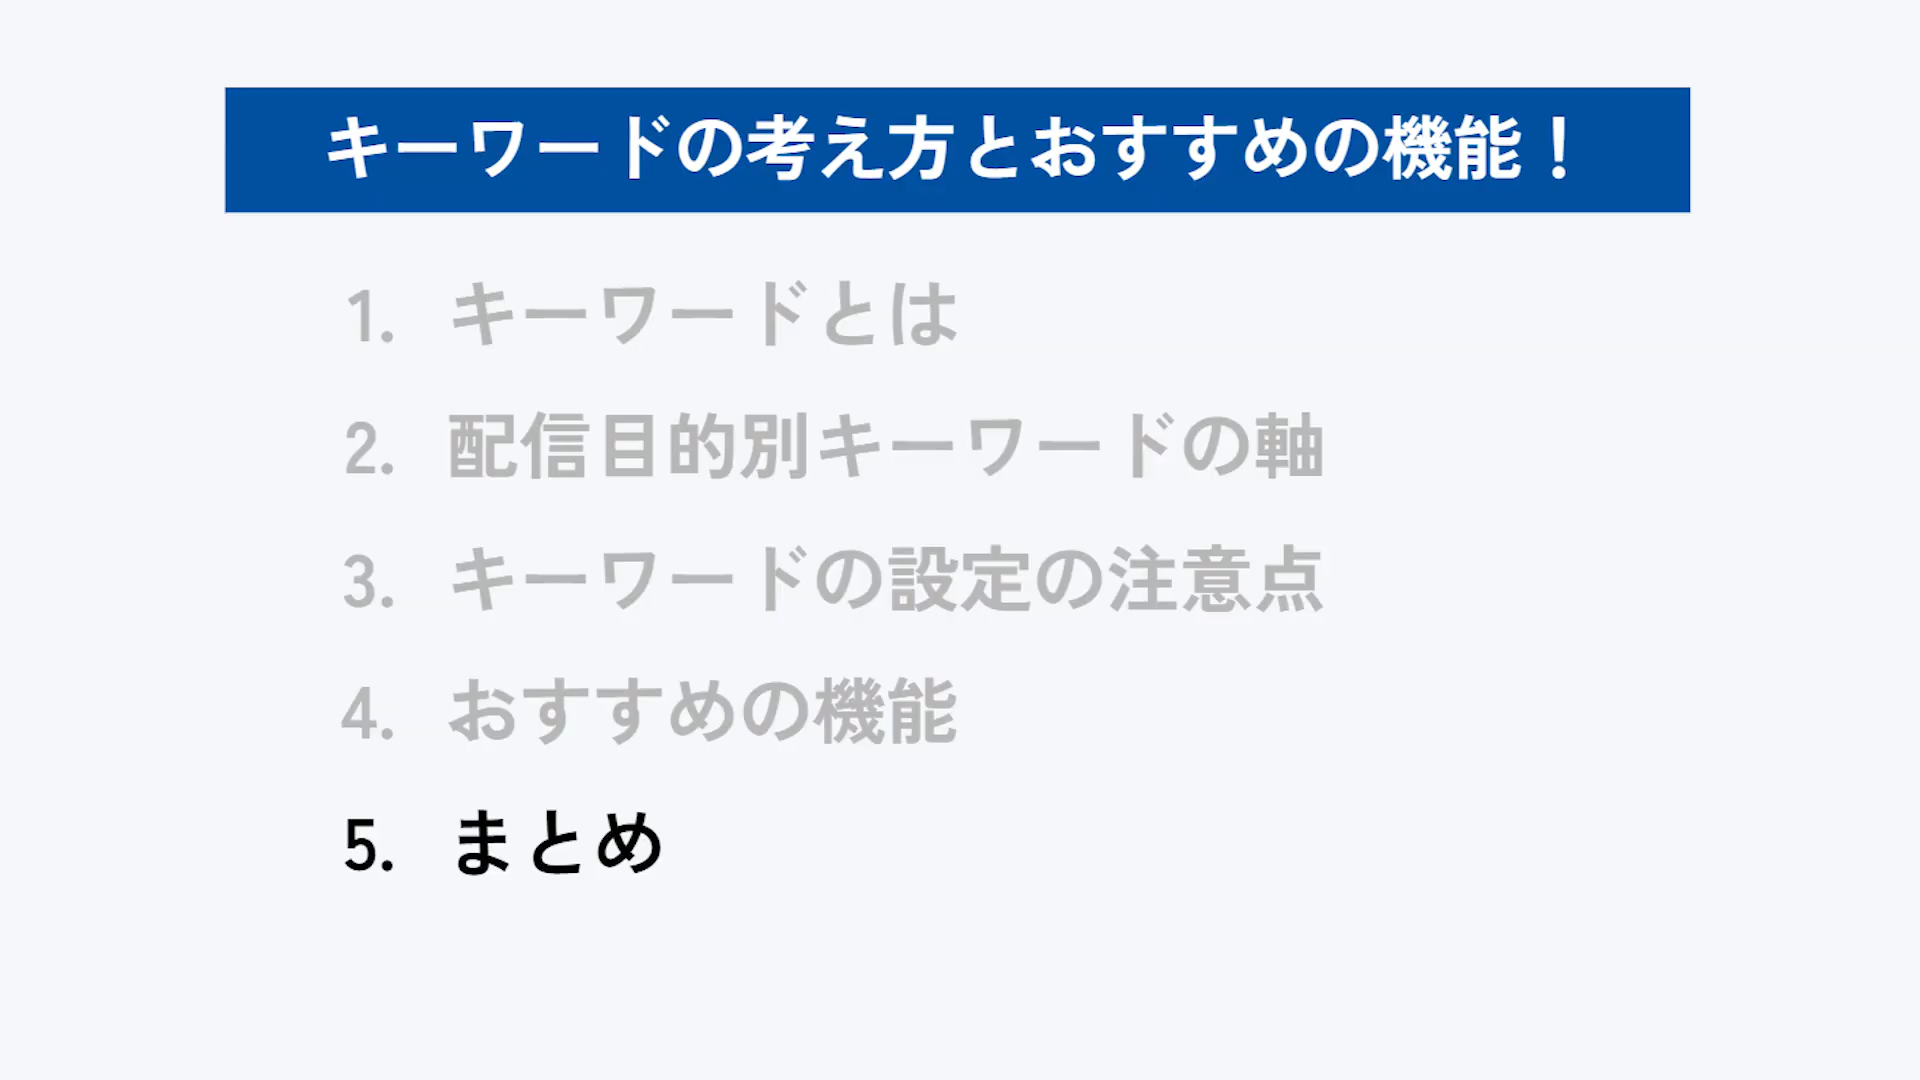 キーワードの考え方とおすすめの機能！
1. キーワードとは
2. 配信目的別キーワードの軸
3. キーワードの設定の注意点
4. おすすめの機能
5. まとめ